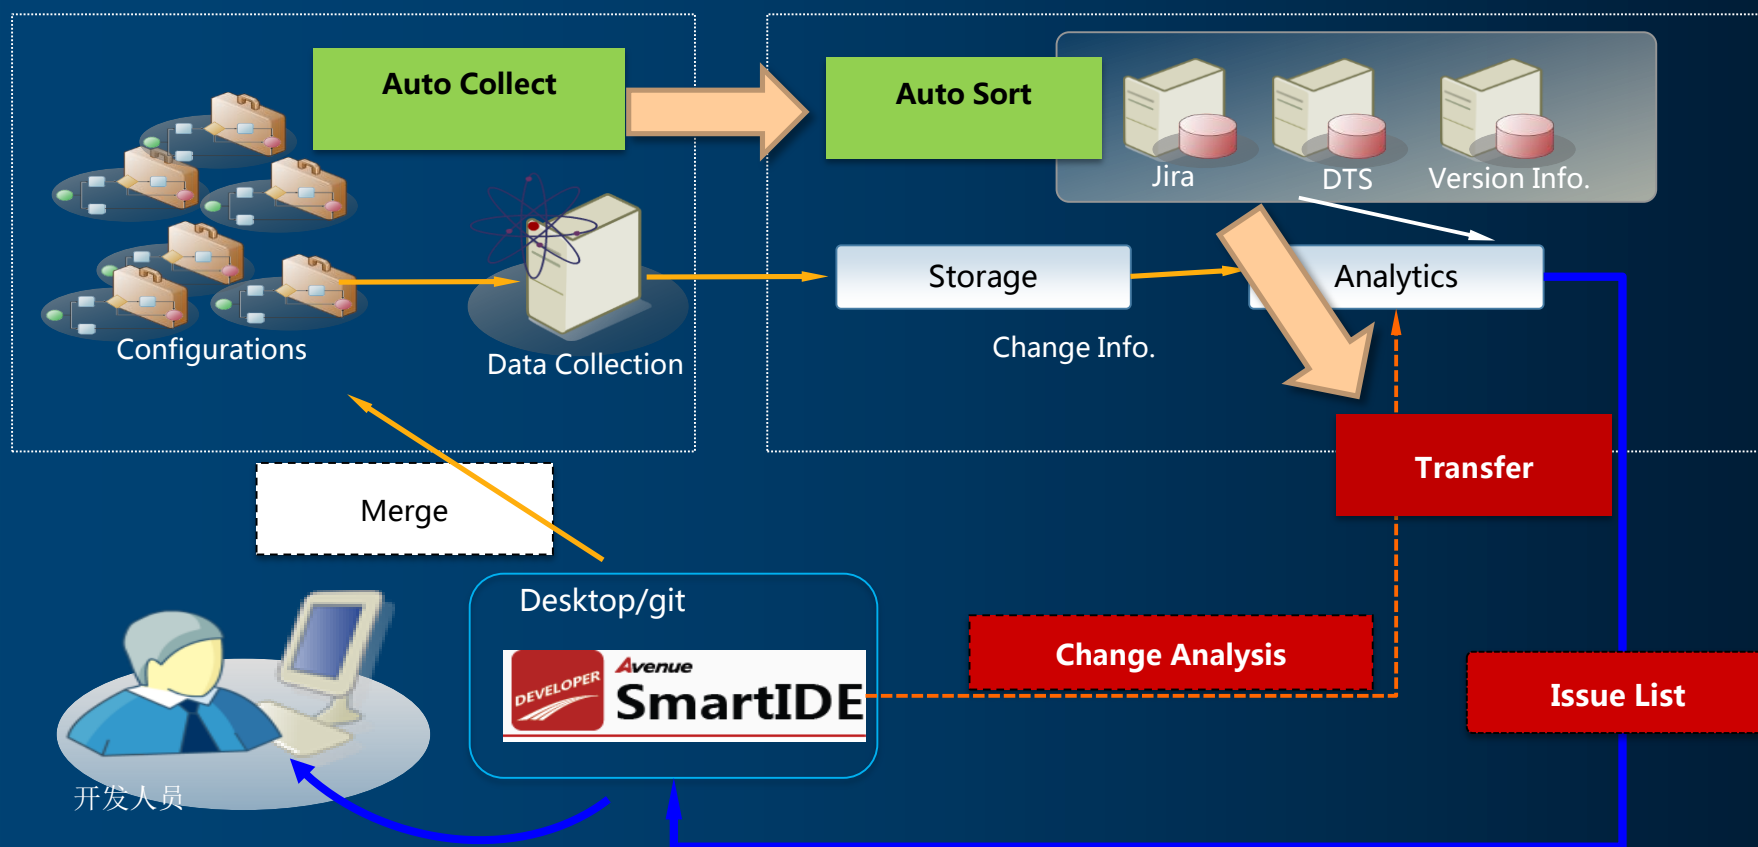 Auto Collect
Auto Sort
Jira
DTS
Version Info.
Storage
Analytics
Configurations
Data Collection
Change Info.
Transfer
Merge
Desktop/git
DEVELOPER
Avenue
SmartIDE
Change Analysis
Issue List
开发人员